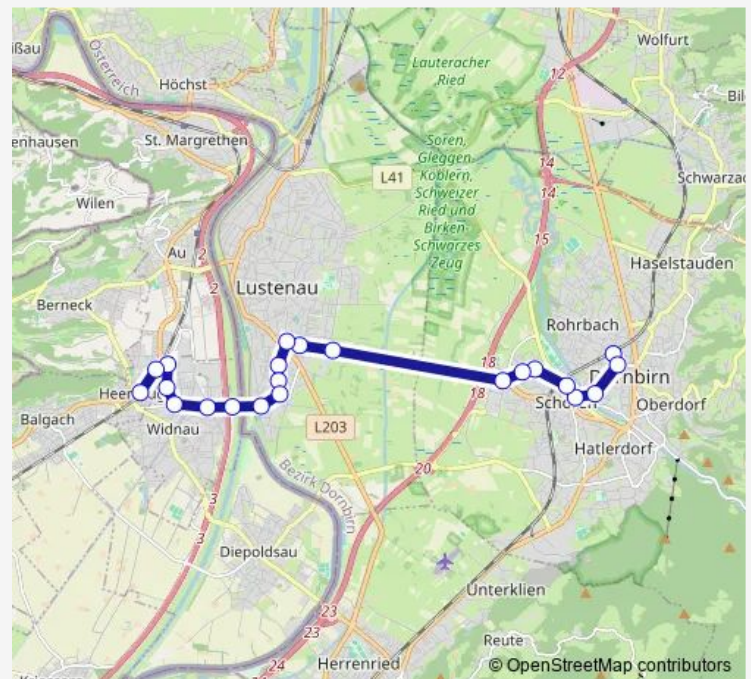 Wolfurt
Lauteracher
Ried
12
Österreich
Höchst
St. Margrethen
Soren,
Gleggen-
Koblern,
Schweizer
Ried und
Birken-
Schwarzes
Zeug
14
14
L41
Wilen
15
Au
2
2
Lustenau
Haselstauden
Berneck
Rohrbach
18
18
Oberdorf
Balgach
Widnau
L203
Hatlerdorf
20
Bezirk Dornbirn
3
3
Diepoldsau
Unterklien
23
23
24
Herrenried
Reute
© OpenStreetMap contributors